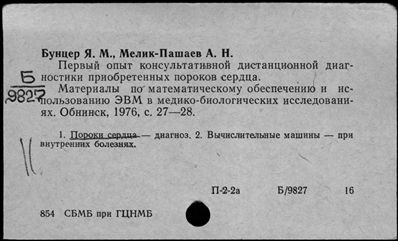 Бунцер Я. М., Мелик-Пашаев А. Н.
Первый опыт консультативной дистанционной диаг-
ностики приобретенных пороков сердца.
Б
9827
Материалы по математическому обеспечению и ис-
пользованию ЭВМ в медико-биологических исследовани-
ях. Обнинск, 1976, с. 27—28.
1. Пороки сердца — диагноз. 2. Вычислительные машины — при
внутренних болезнях.
П-2-2а Б/9827 16
854 СБМБ при ГЦНМБ